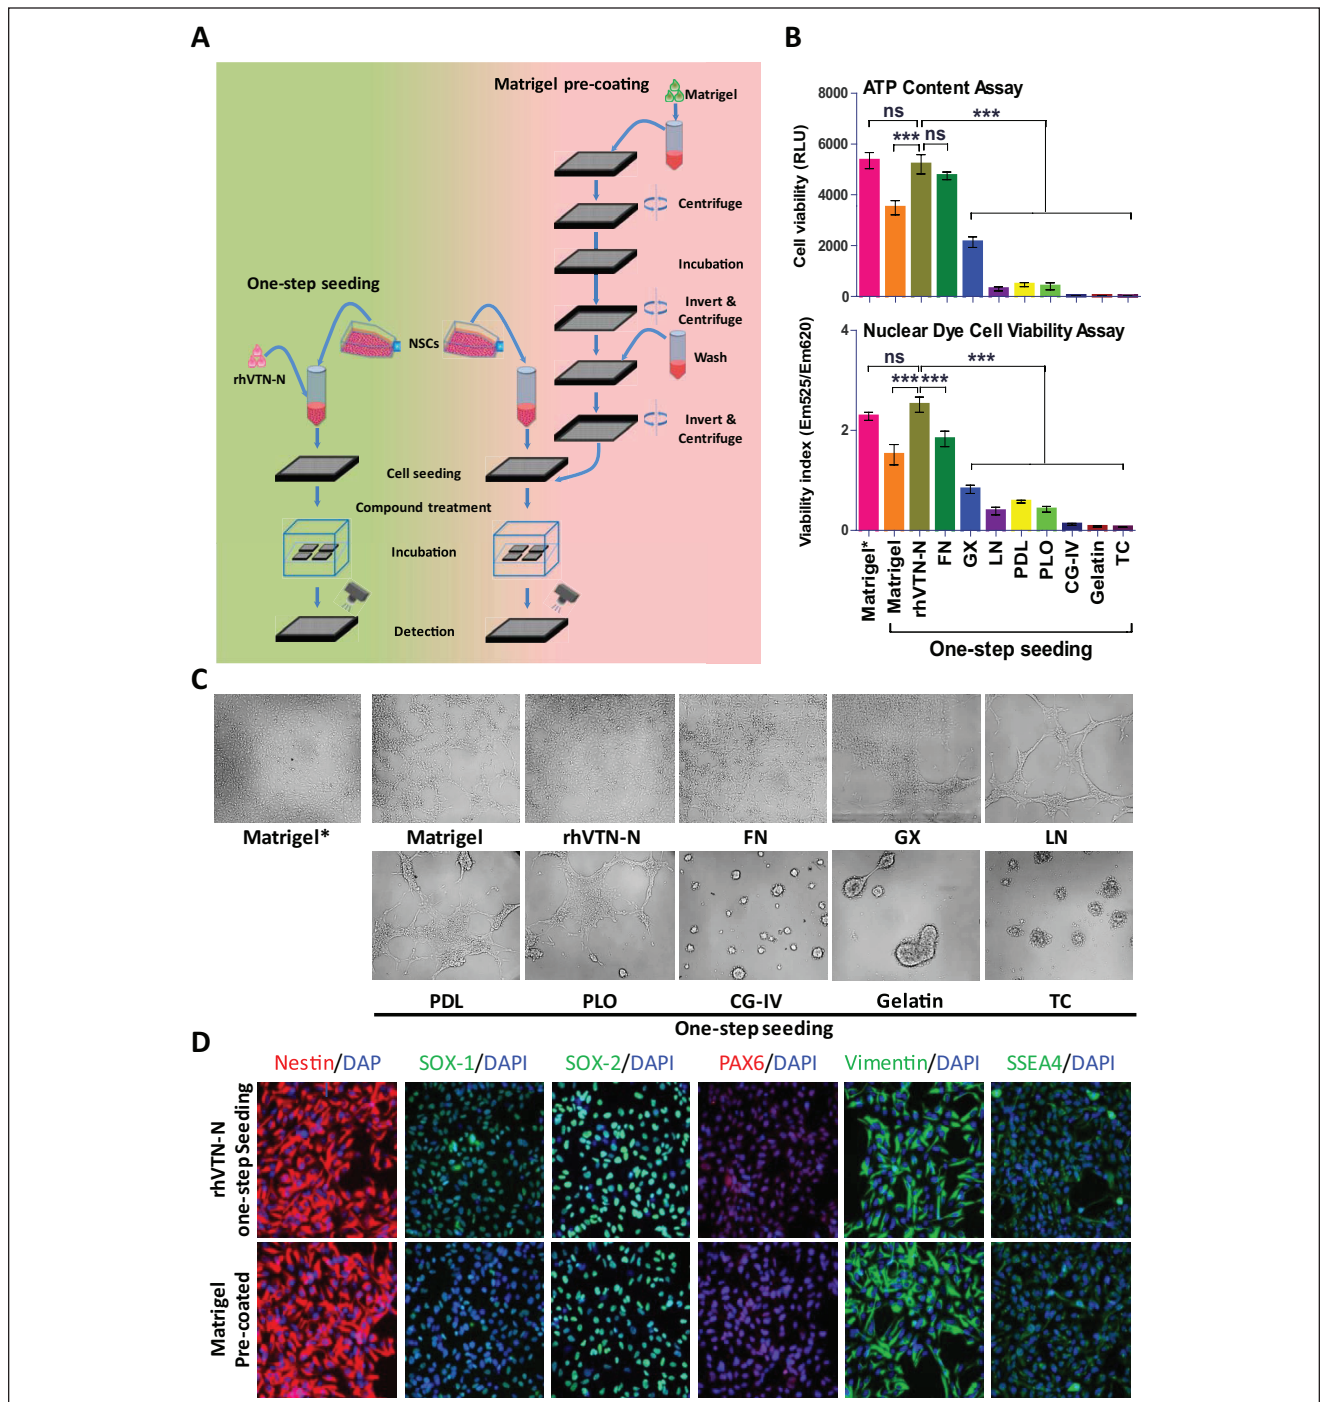 A
Matrigel pre-coating
Matrigel
Centrifuge
Incubation
Invert &
Centrifuge
Wash
Invert &
Centrifuge
One-step seeding
NSCs
rhVTN-N
Cell seeding
Compound treatment
Incubation
Detection
B
ATP Content Assay
Cell viability (RLU)
8000
6000
4000
2000
0
ns
***
***
ns
Nuclear Dye Cell Viability Assay
Viability index (Em525/Em620)
4
2
0
ns
***
***
***
Matrigel*
Matrigel
rhVTN-N
FN
GX
LN
PDL
PLO
CG-IV
Gelatin
TC
One-step seeding
C
Matrigel*
Matrigel
rhVTN-N
FN
GX
LN
PDL
PLO
CG-IV
Gelatin
TC
One-step seeding
D
Nestin/DAP
SOX-1/DAPI
SOX-2/DAPI
PAX6/DAPI
Vimentin/DAPI
SSEA4/DAPI
rhVTN-N
one-step Seeding
Matrigel
Pre-coated